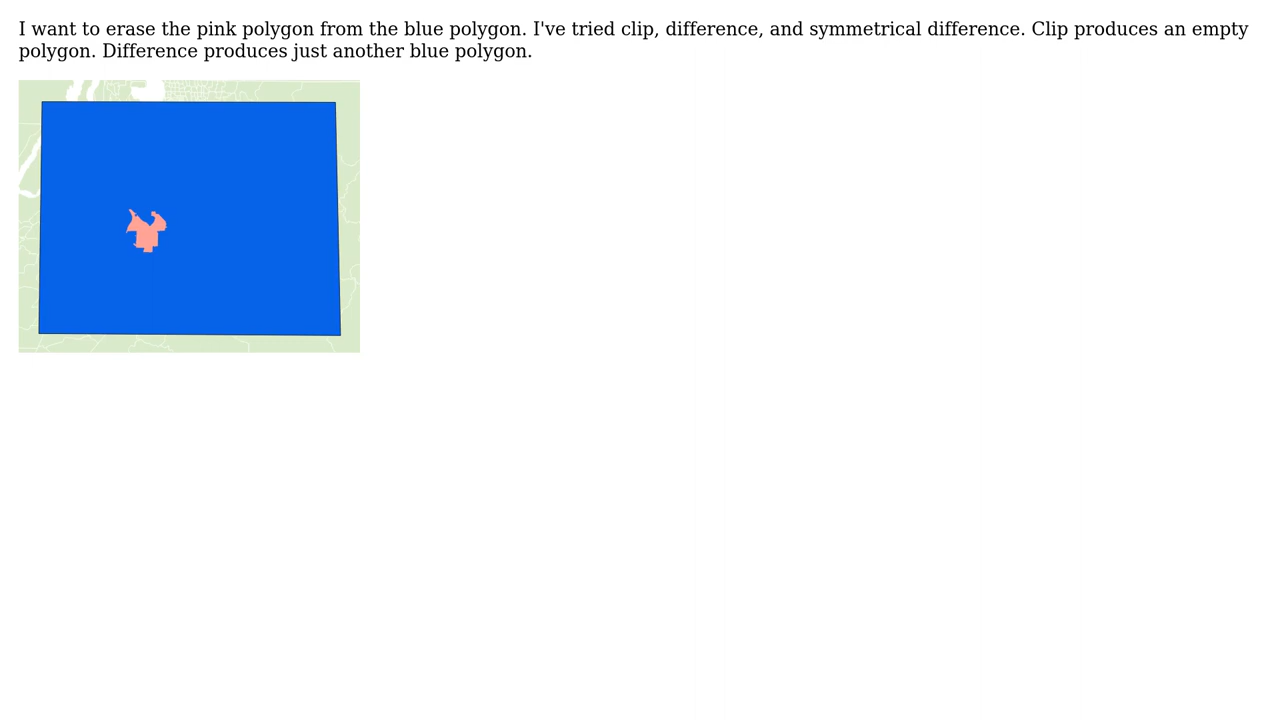 I want to erase the pink polygon from the blue polygon. I've tried clip, difference, and symmetrical difference. Clip produces an empty
polygon. Difference produces just another blue polygon.